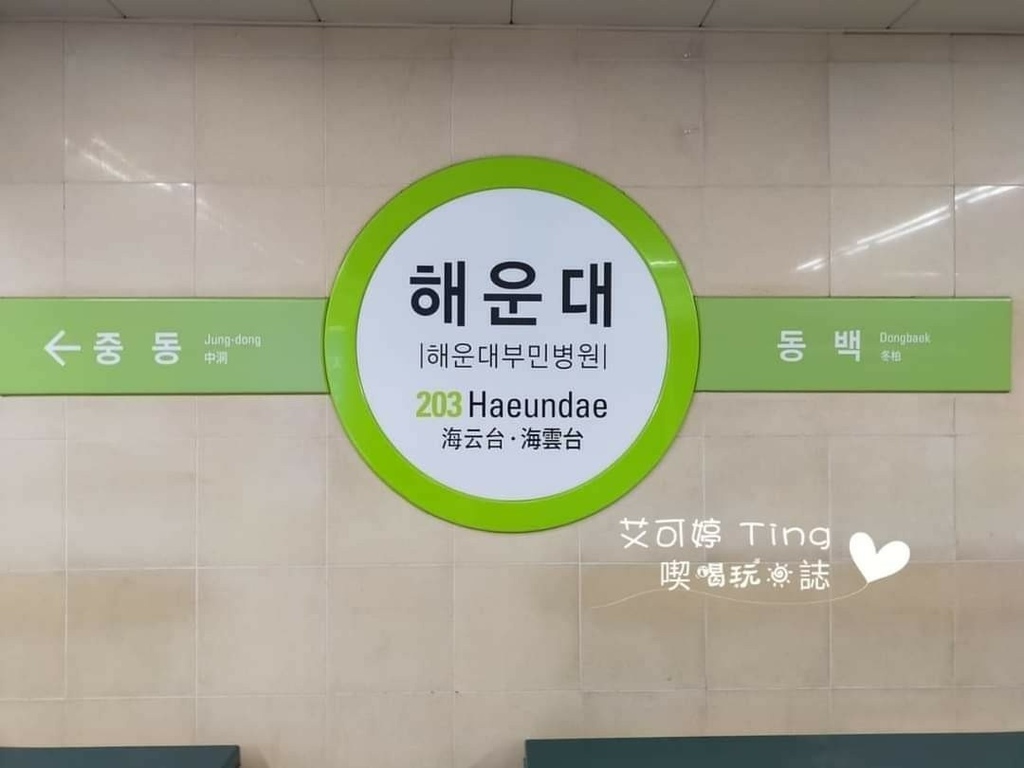 ← 중동 Jung-dong
中洞
해운대
|해운대부민병원|
203 Haeundae
海云台·海雲台
동백 Dongbaek
冬柏
艾可婷 Ting
喫喝玩誌